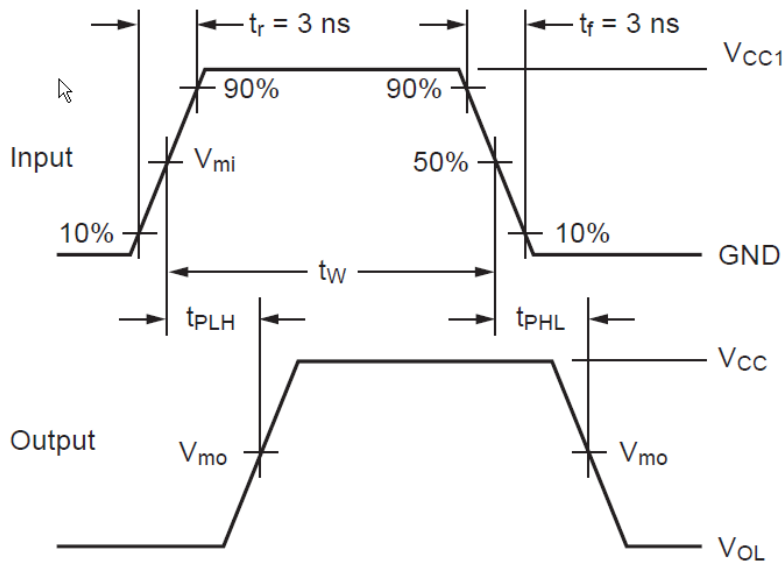 tr = 3 ns
tf = 3 ns
VCC1
90%
90%
Input
Vmi
50%
10%
10%
GND
tW
tPLH
tPHL
VCC
Output
Vmo
Vmo
VOL